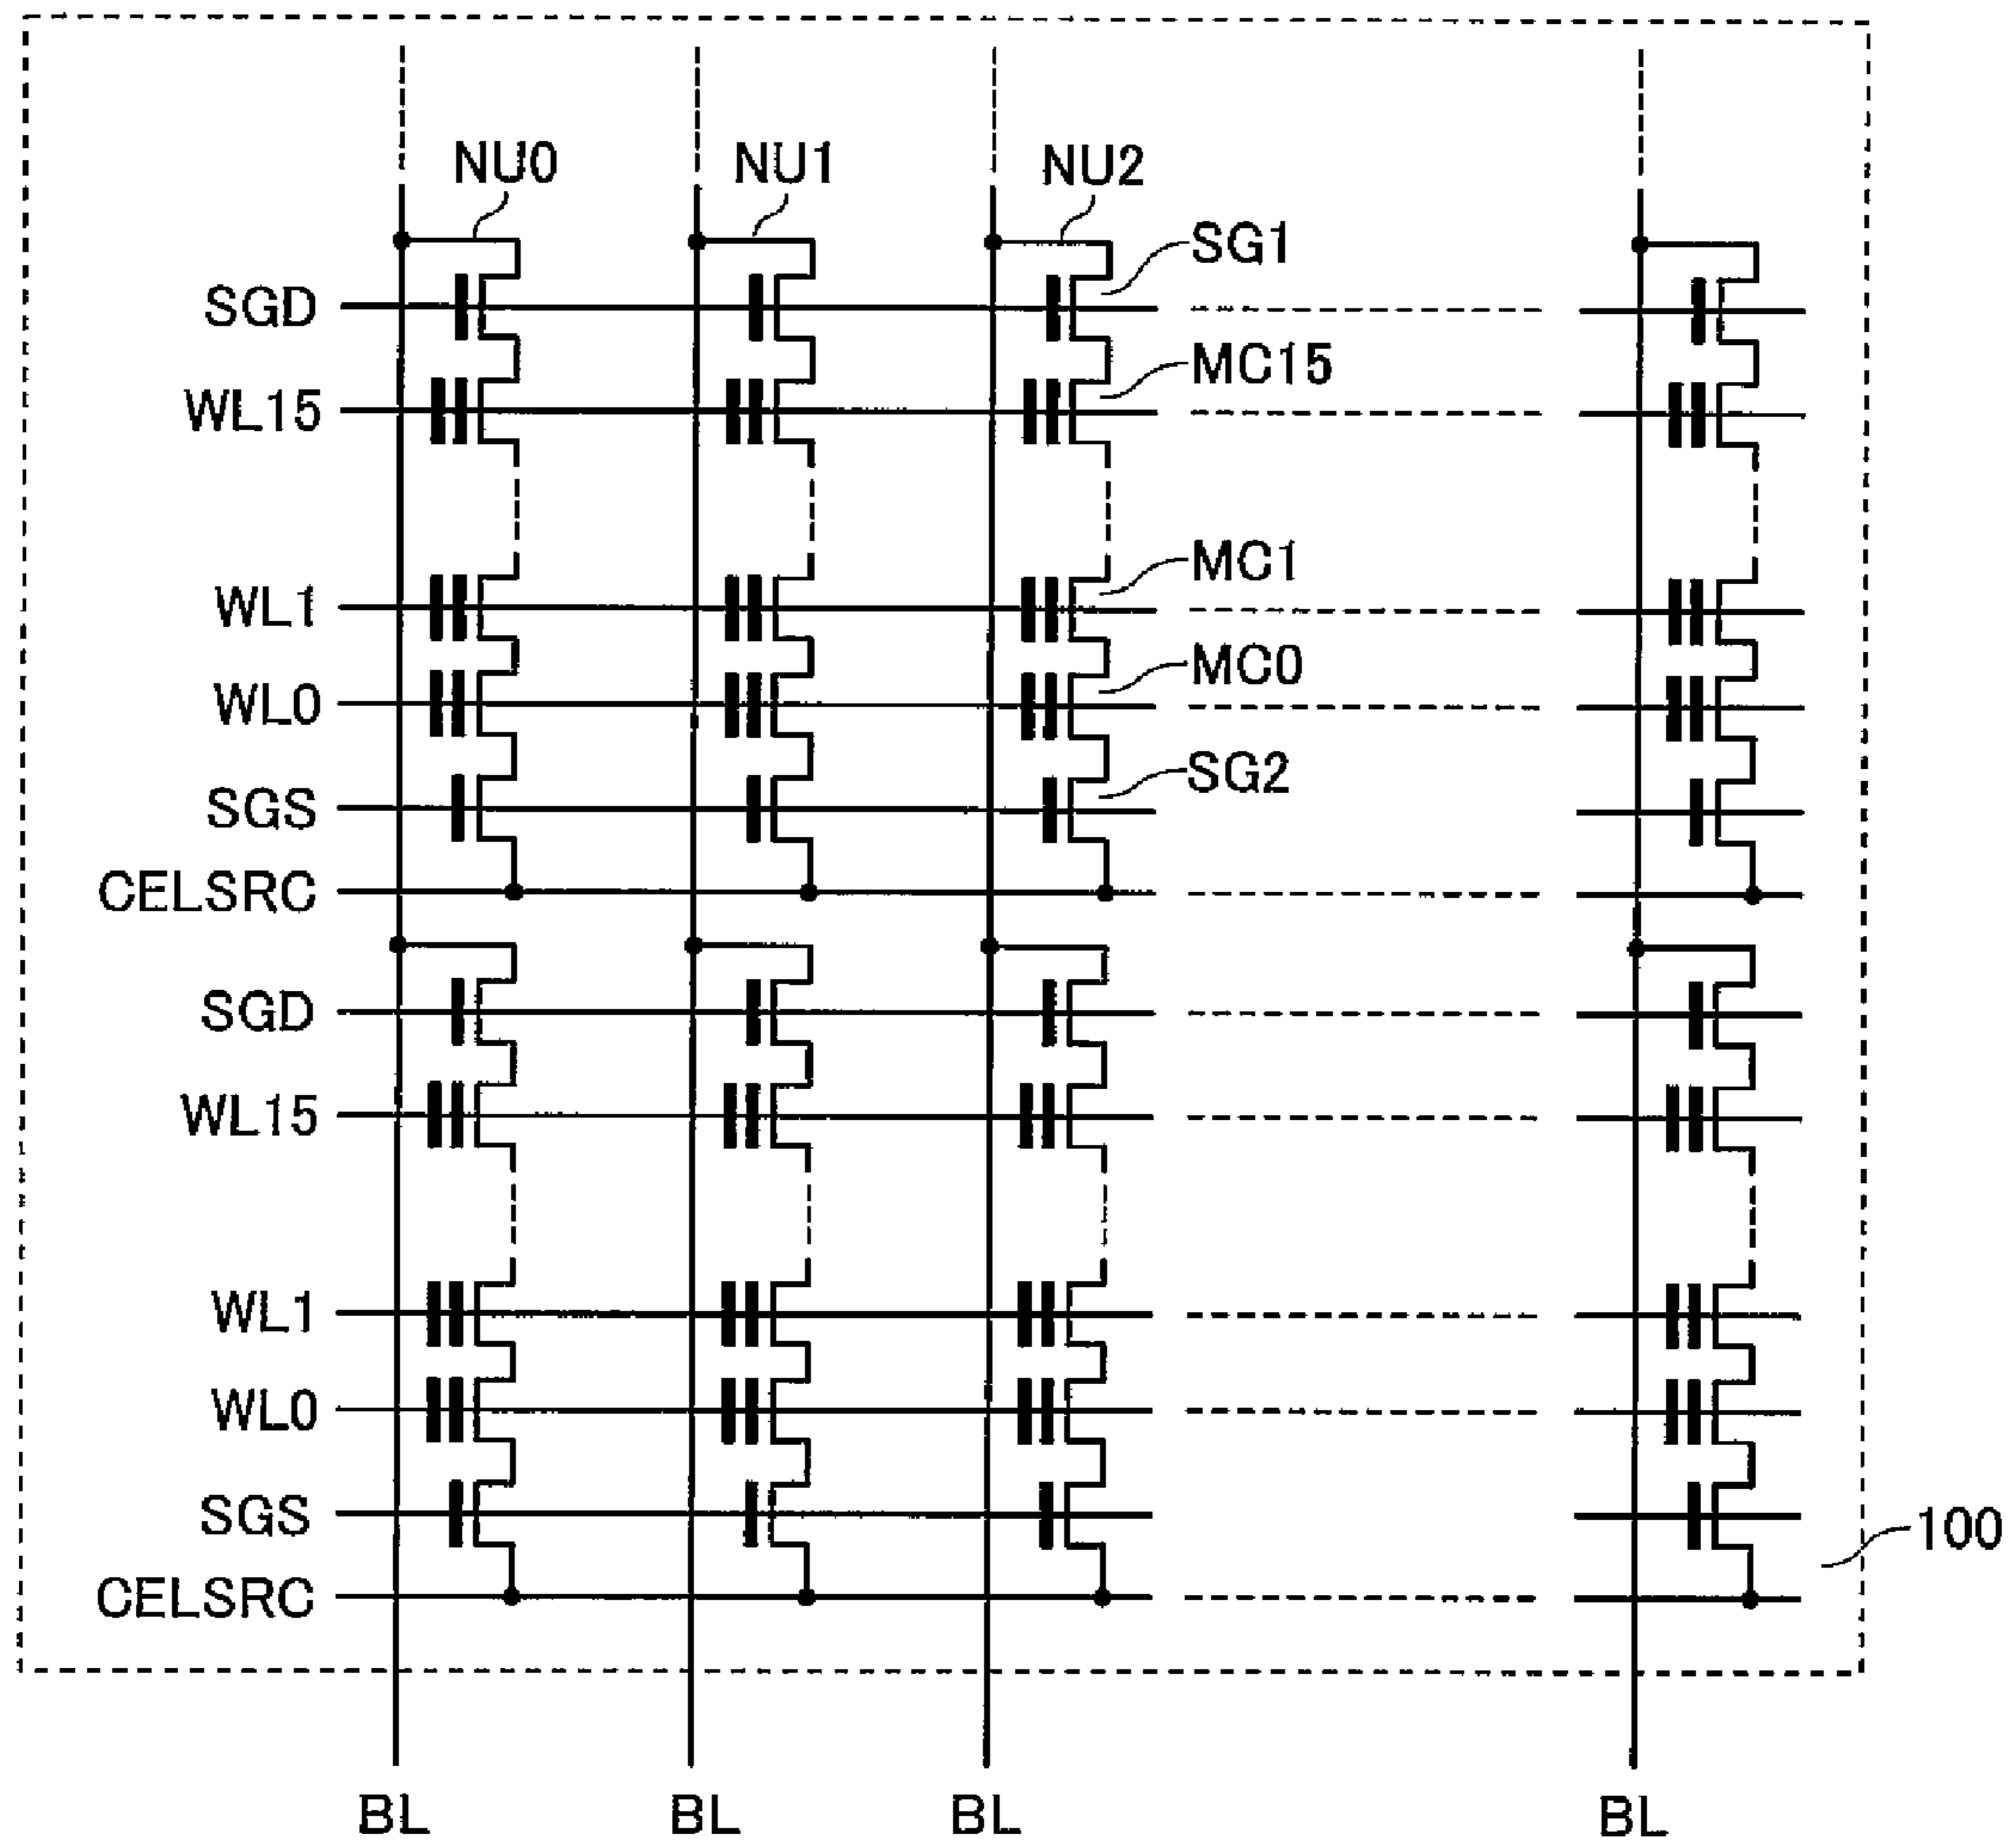 NU0 NU1 NU2
SG1
SGD
MC15
WL15
MC1
WL1
MC0
WL0
SG2
SGS
CELSRC
SGD
WL15
WL1
WL0
SGS
100
CELSRC
BL BL BL BL